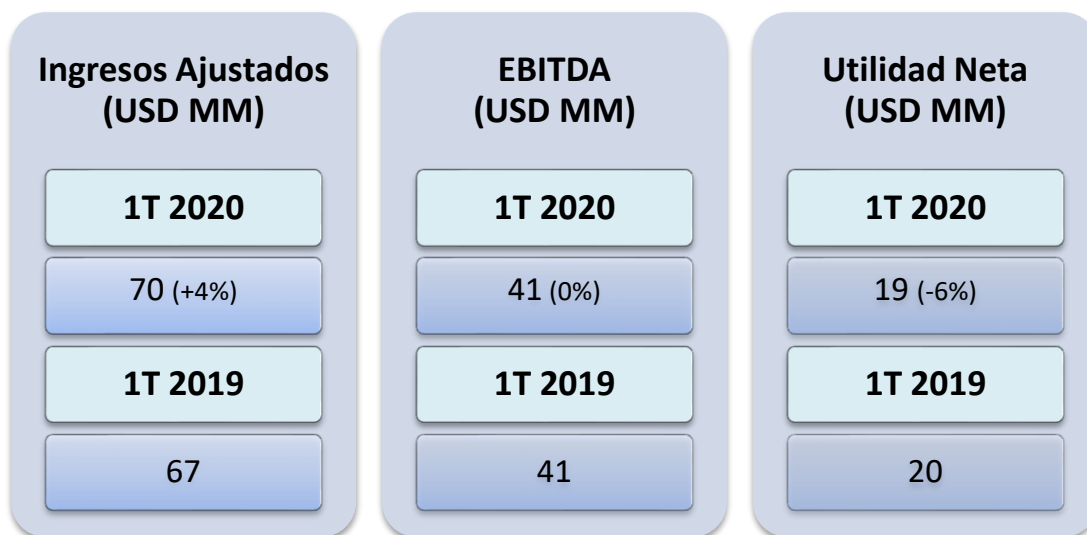 Ingresos Ajustados
(USD MM)
1T 2020
70 (+4%)
1T 2019
67
EBITDA
(USD MM)
1T 2020
41 (0%)
1T 2019
41
Utilidad Neta
(USD MM)
1T 2020
19 (-6%)
1T 2019
20